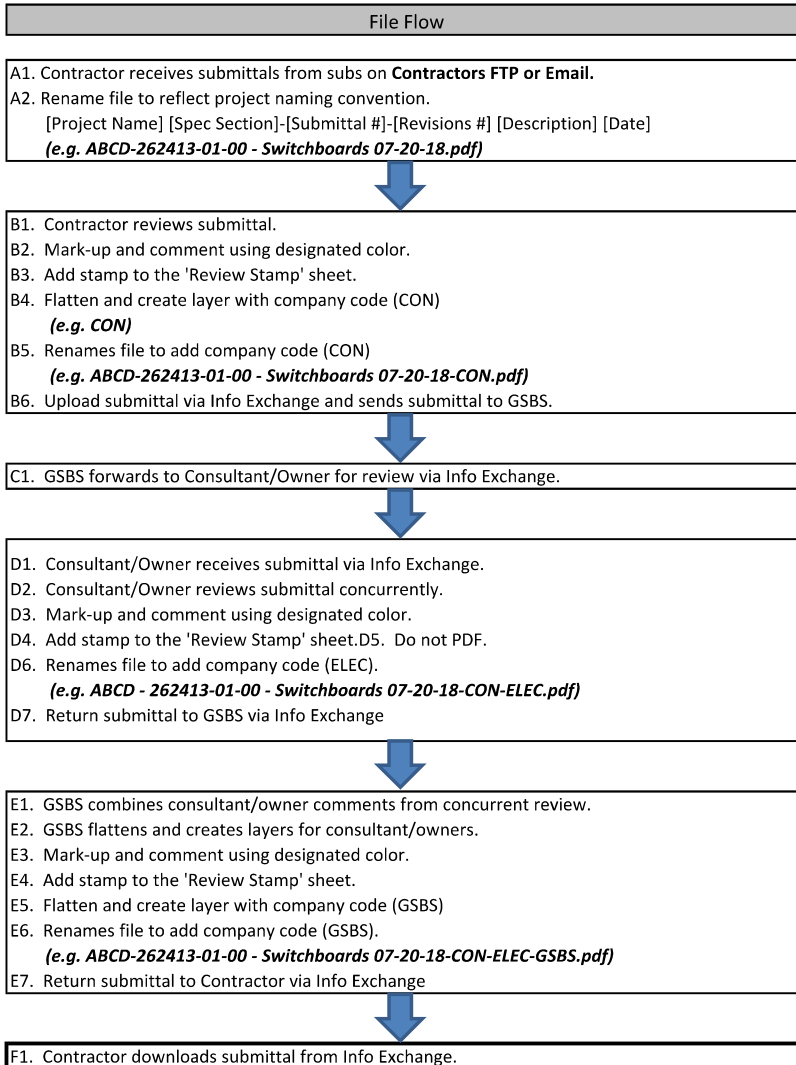 File Flow
A1. Contractor receives submittals from subs on Contractors FTP or Email.
A2. Rename file to reflect project naming convention.
[Project Name] [Spec Section]-[Submittal #]-[Revisions #] [Description] [Date]
(e.g. ABCD-262413-01-00 - Switchboards 07-20-18.pdf)
B1. Contractor reviews submittal.
B2. Mark-up and comment using designated color.
B3. Add stamp to the 'Review Stamp' sheet.
B4. Flatten and create layer with company code (CON)
(e.g. CON)
B5. Renames file to add company code (CON)
(e.g. ABCD-262413-01-00 - Switchboards 07-20-18-CON.pdf)
B6. Upload submittal via Info Exchange and sends submittal to GSBS.
C1. GSBS forwards to Consultant/Owner for review via Info Exchange.
D1. Consultant/Owner receives submittal via Info Exchange.
D2. Consultant/Owner reviews submittal concurrently.
D3. Mark-up and comment using designated color.
D4. Add stamp to the 'Review Stamp' sheet.D5. Do not PDF.
D6. Renames file to add company code (ELEC).
(e.g. ABCD - 262413-01-00 - Switchboards 07-20-18-CON-ELEC.pdf)
D7. Return submittal to GSBS via Info Exchange
E1. GSBS combines consultant/owner comments from concurrent review.
E2. GSBS flattens and creates layers for consultant/owners.
E3. Mark-up and comment using designated color.
E4. Add stamp to the 'Review Stamp' sheet.
E5. Flatten and create layer with company code (GSBS)
E6. Renames file to add company code (GSBS).
(e.g. ABCD-262413-01-00 - Switchboards 07-20-18-CON-ELEC-GSBS.pdf)
E7. Return submittal to Contractor via Info Exchange
F1. Contractor downloads submittal from Info Exchange.